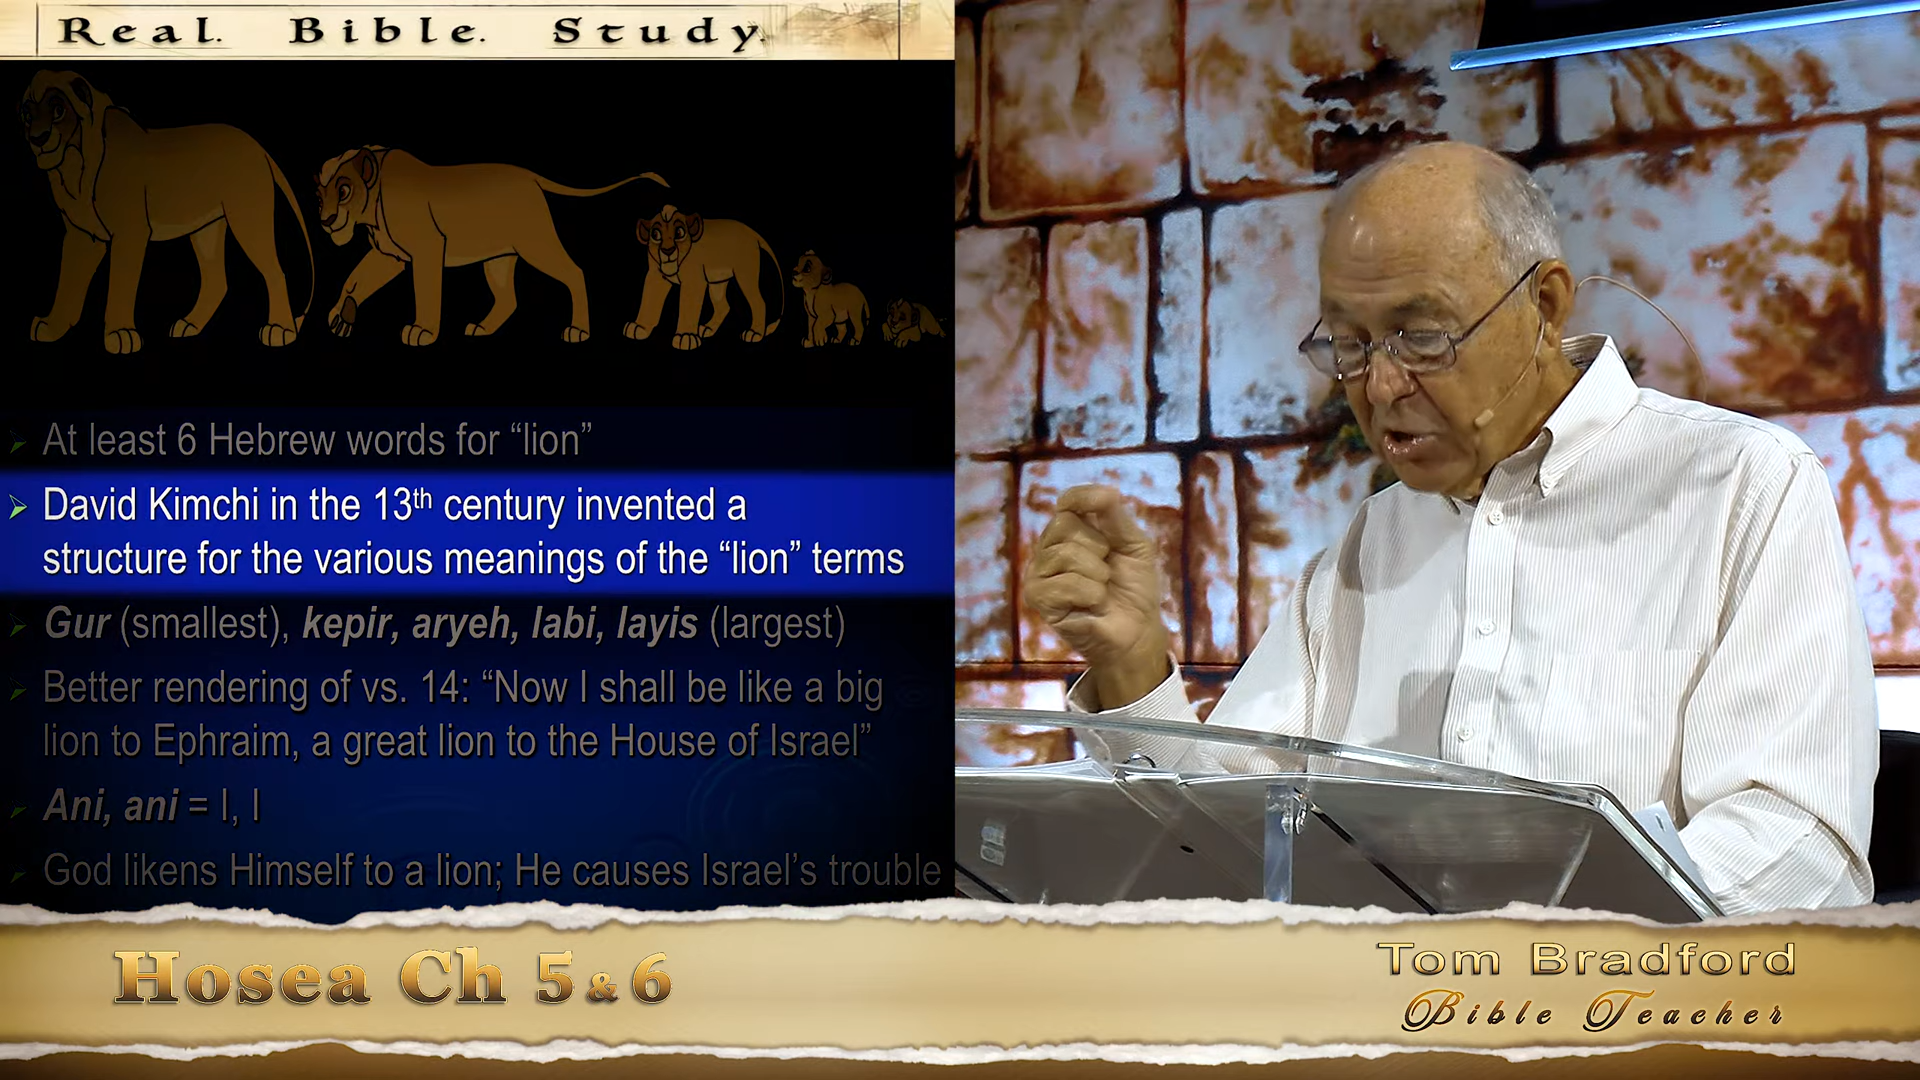 Real. Bible. Study.
At least 6 Hebrew words for “lion”
David Kimchi in the 13th century invented a
structure for the various meanings of the “lion” terms
Gur (smallest), kepir, aryeh, labi, layis (largest)
Better rendering of vs. 14: “Now I shall be like a big
lion to Ephraim, a great lion to the House of Israel”
Ani, ani = I, I
God likens Himself to a lion; He causes Israel’s trouble
Hosea Ch 5 & 6
Tom Bradford
Bible Teacher